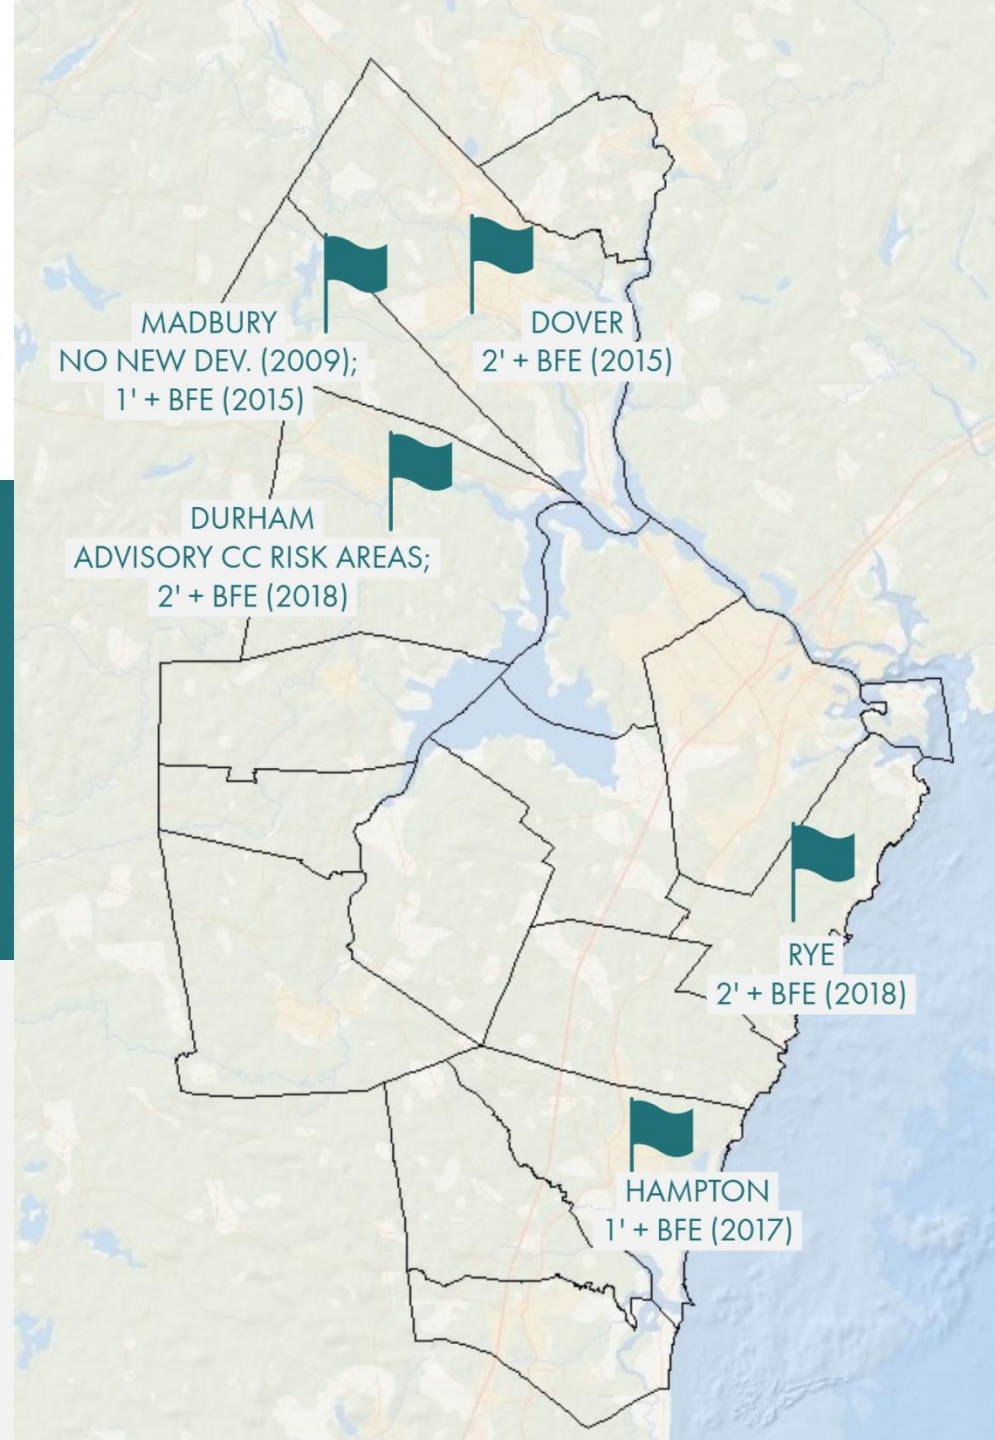 MADBURY
NO NEW DEV. (2009);
1' + BFE (2015)
DOVER
2' + BFE (2015)
DURHAM
ADVISORY CC RISK AREAS;
2' + BFE (2018)
RYE
2' + BFE (2018)
HAMPTON
1' + BFE (2017)